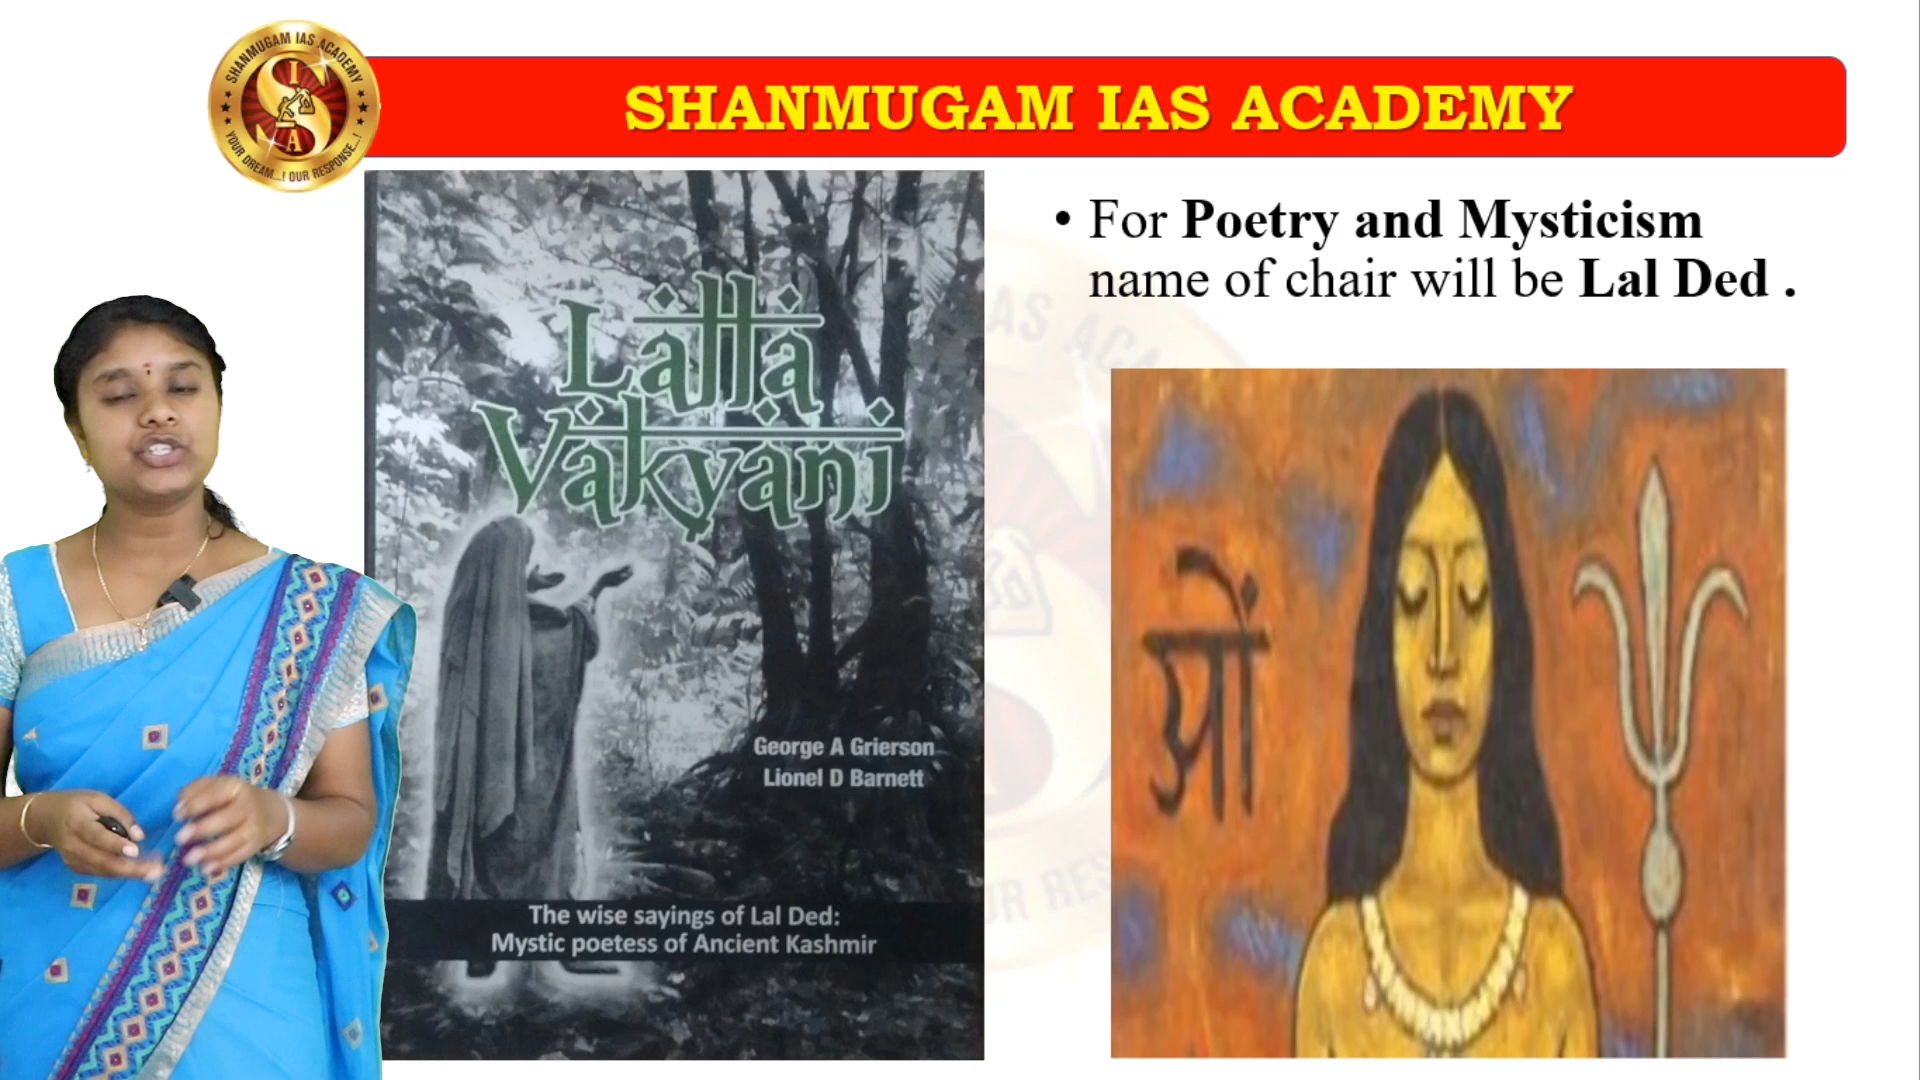 SHANMUGAM IAS ACADEMY
YOUR DREAM...! OUR RESPONSE...!
S I A
SHANMUGAM IAS ACADEMY
• For Poetry and Mysticism
name of chair will be Lal Ded .
Lalla
Vakyani
George A Grierson
Lionel D Barnett
The wise sayings of Lal Ded:
Mystic poetess of Ancient Kashmir